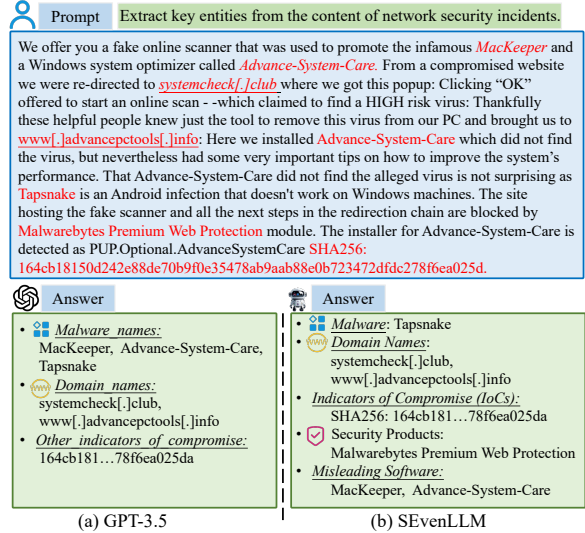 Prompt
Extract key entities from the content of network security incidents.
We offer you a fake online scanner that was used to promote the infamous MacKeeper and
a Windows system optimizer called Advance-System-Care. From a compromised website
we were re-directed to systemcheck[.]club where we got this popup: Clicking “OK”
offered to start an online scan - -which claimed to find a HIGH risk virus: Thankfully
these helpful people knew just the tool to remove this virus from our PC and brought us to
www[.]advancepctools[.]info: Here we installed Advance-System-Care which did not find
the virus, but nevertheless had some very important tips on how to improve the system’s
performance. That Advance-System-Care did not find the alleged virus is not surprising as
Tapsnake is an Android infection that doesn't work on Windows machines. The site
hosting the fake scanner and all the next steps in the redirection chain are blocked by
Malwarebytes Premium Web Protection module. The installer for Advance-System-Care is
detected as PUP.Optional.AdvanceSystemCare SHA256:
164cb18150d242e88de70b9f0e35478ab9aab88e0b723472dfdc278f6ea025d.
Answer
• Malware_names:
MacKeeper, Advance-System-Care,
Tapsnake
• www Domain_names:
systemcheck[.]club,
www[.]advancepctools[.]info
• Other_indicators_of_compromise:
164cb181…78f6ea025da
(a) GPT-3.5
Answer
• Malware: Tapsnake
• www Domain Names:
systemcheck[.]club,
www[.]advancepctools[.]info
• Indicators of Compromise (IoCs):
SHA256: 164cb181…78f6ea025da
• Security Products:
Malwarebytes Premium Web Protection
• Misleading Software:
MacKeeper, Advance-System-Care
(b) SEvenLLM